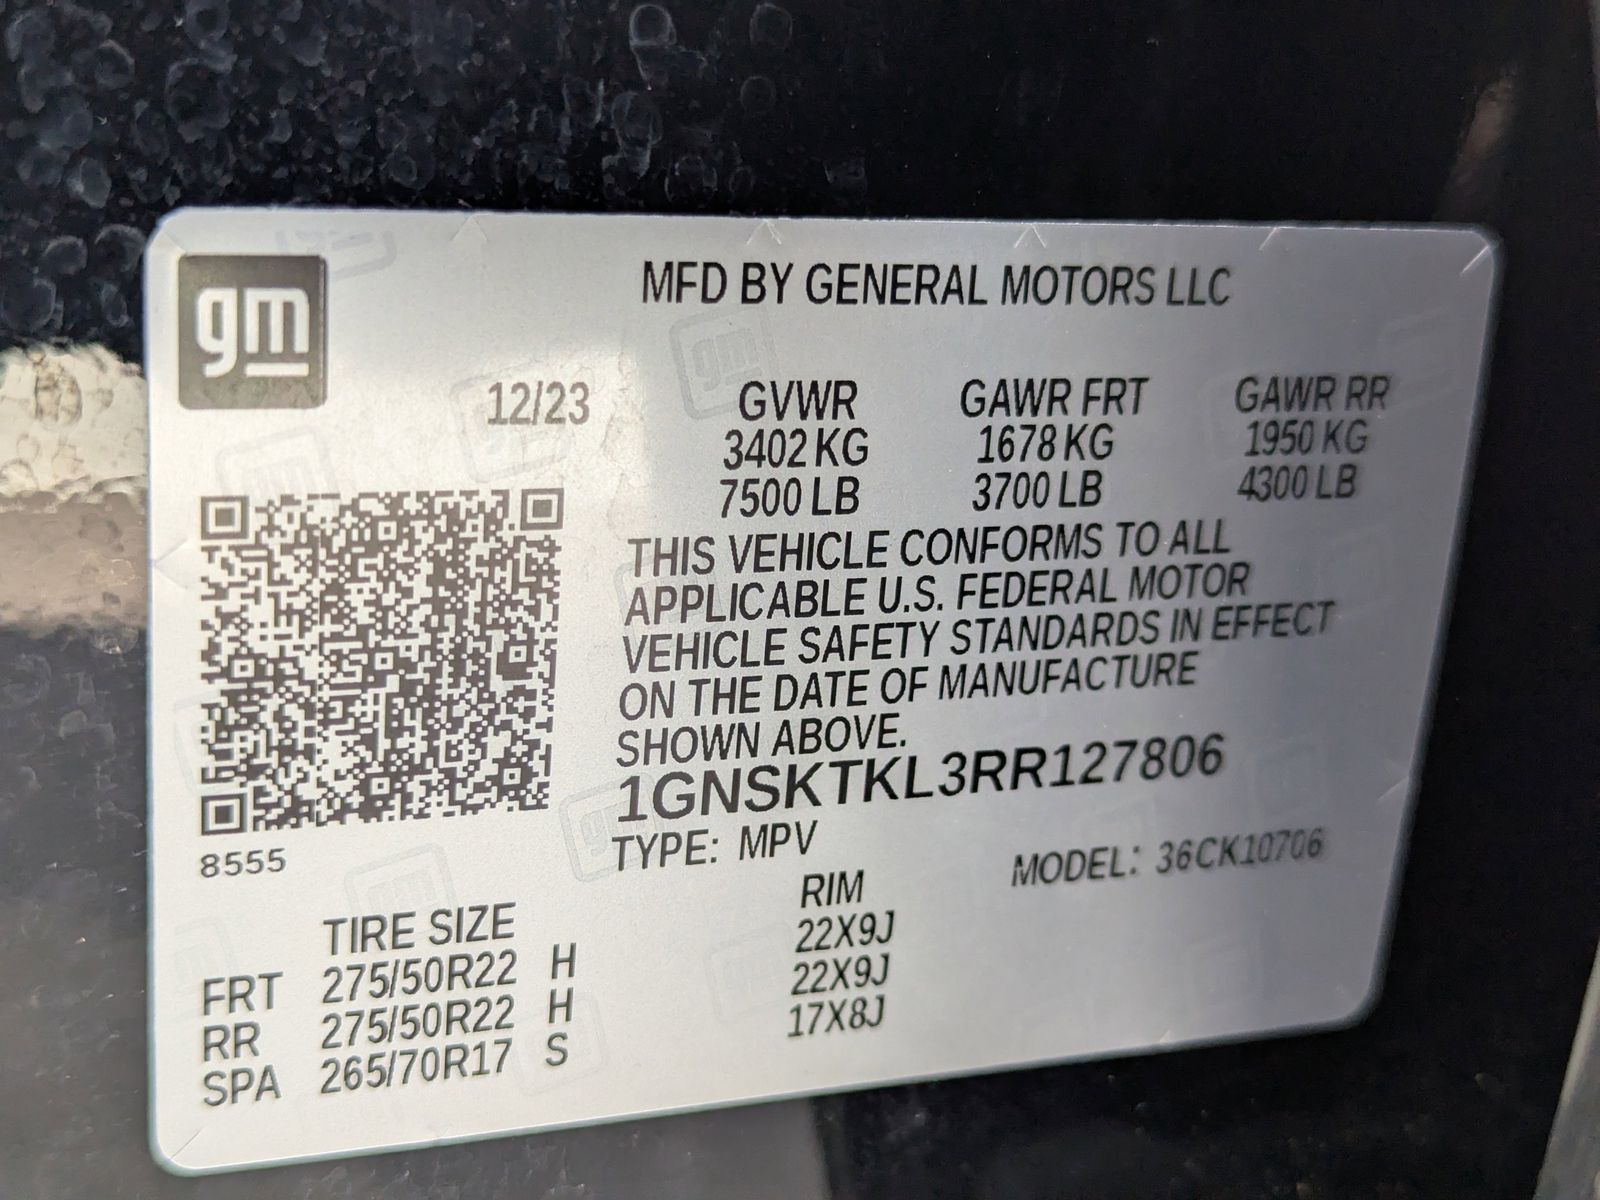 gm
MFD BY GENERAL MOTORS LLC
12/23 GVWR GAWR FRT GAWR RR
3402 KG 1678 KG 1950 KG
7500 LB 3700 LB 4300 LB
THIS VEHICLE CONFORMS TO ALL
APPLICABLE U.S. FEDERAL MOTOR
VEHICLE SAFETY STANDARDS IN EFFECT
ON THE DATE OF MANUFACTURE
SHOWN ABOVE.
1GNSKTKL3RR127806
TYPE: MPV MODEL: 36CK10706
8555
TIRE SIZE RIM
FRT 275/50R22 H 22X9J
RR 275/50R22 H 22X9J
SPA 265/70R17 S 17X8J